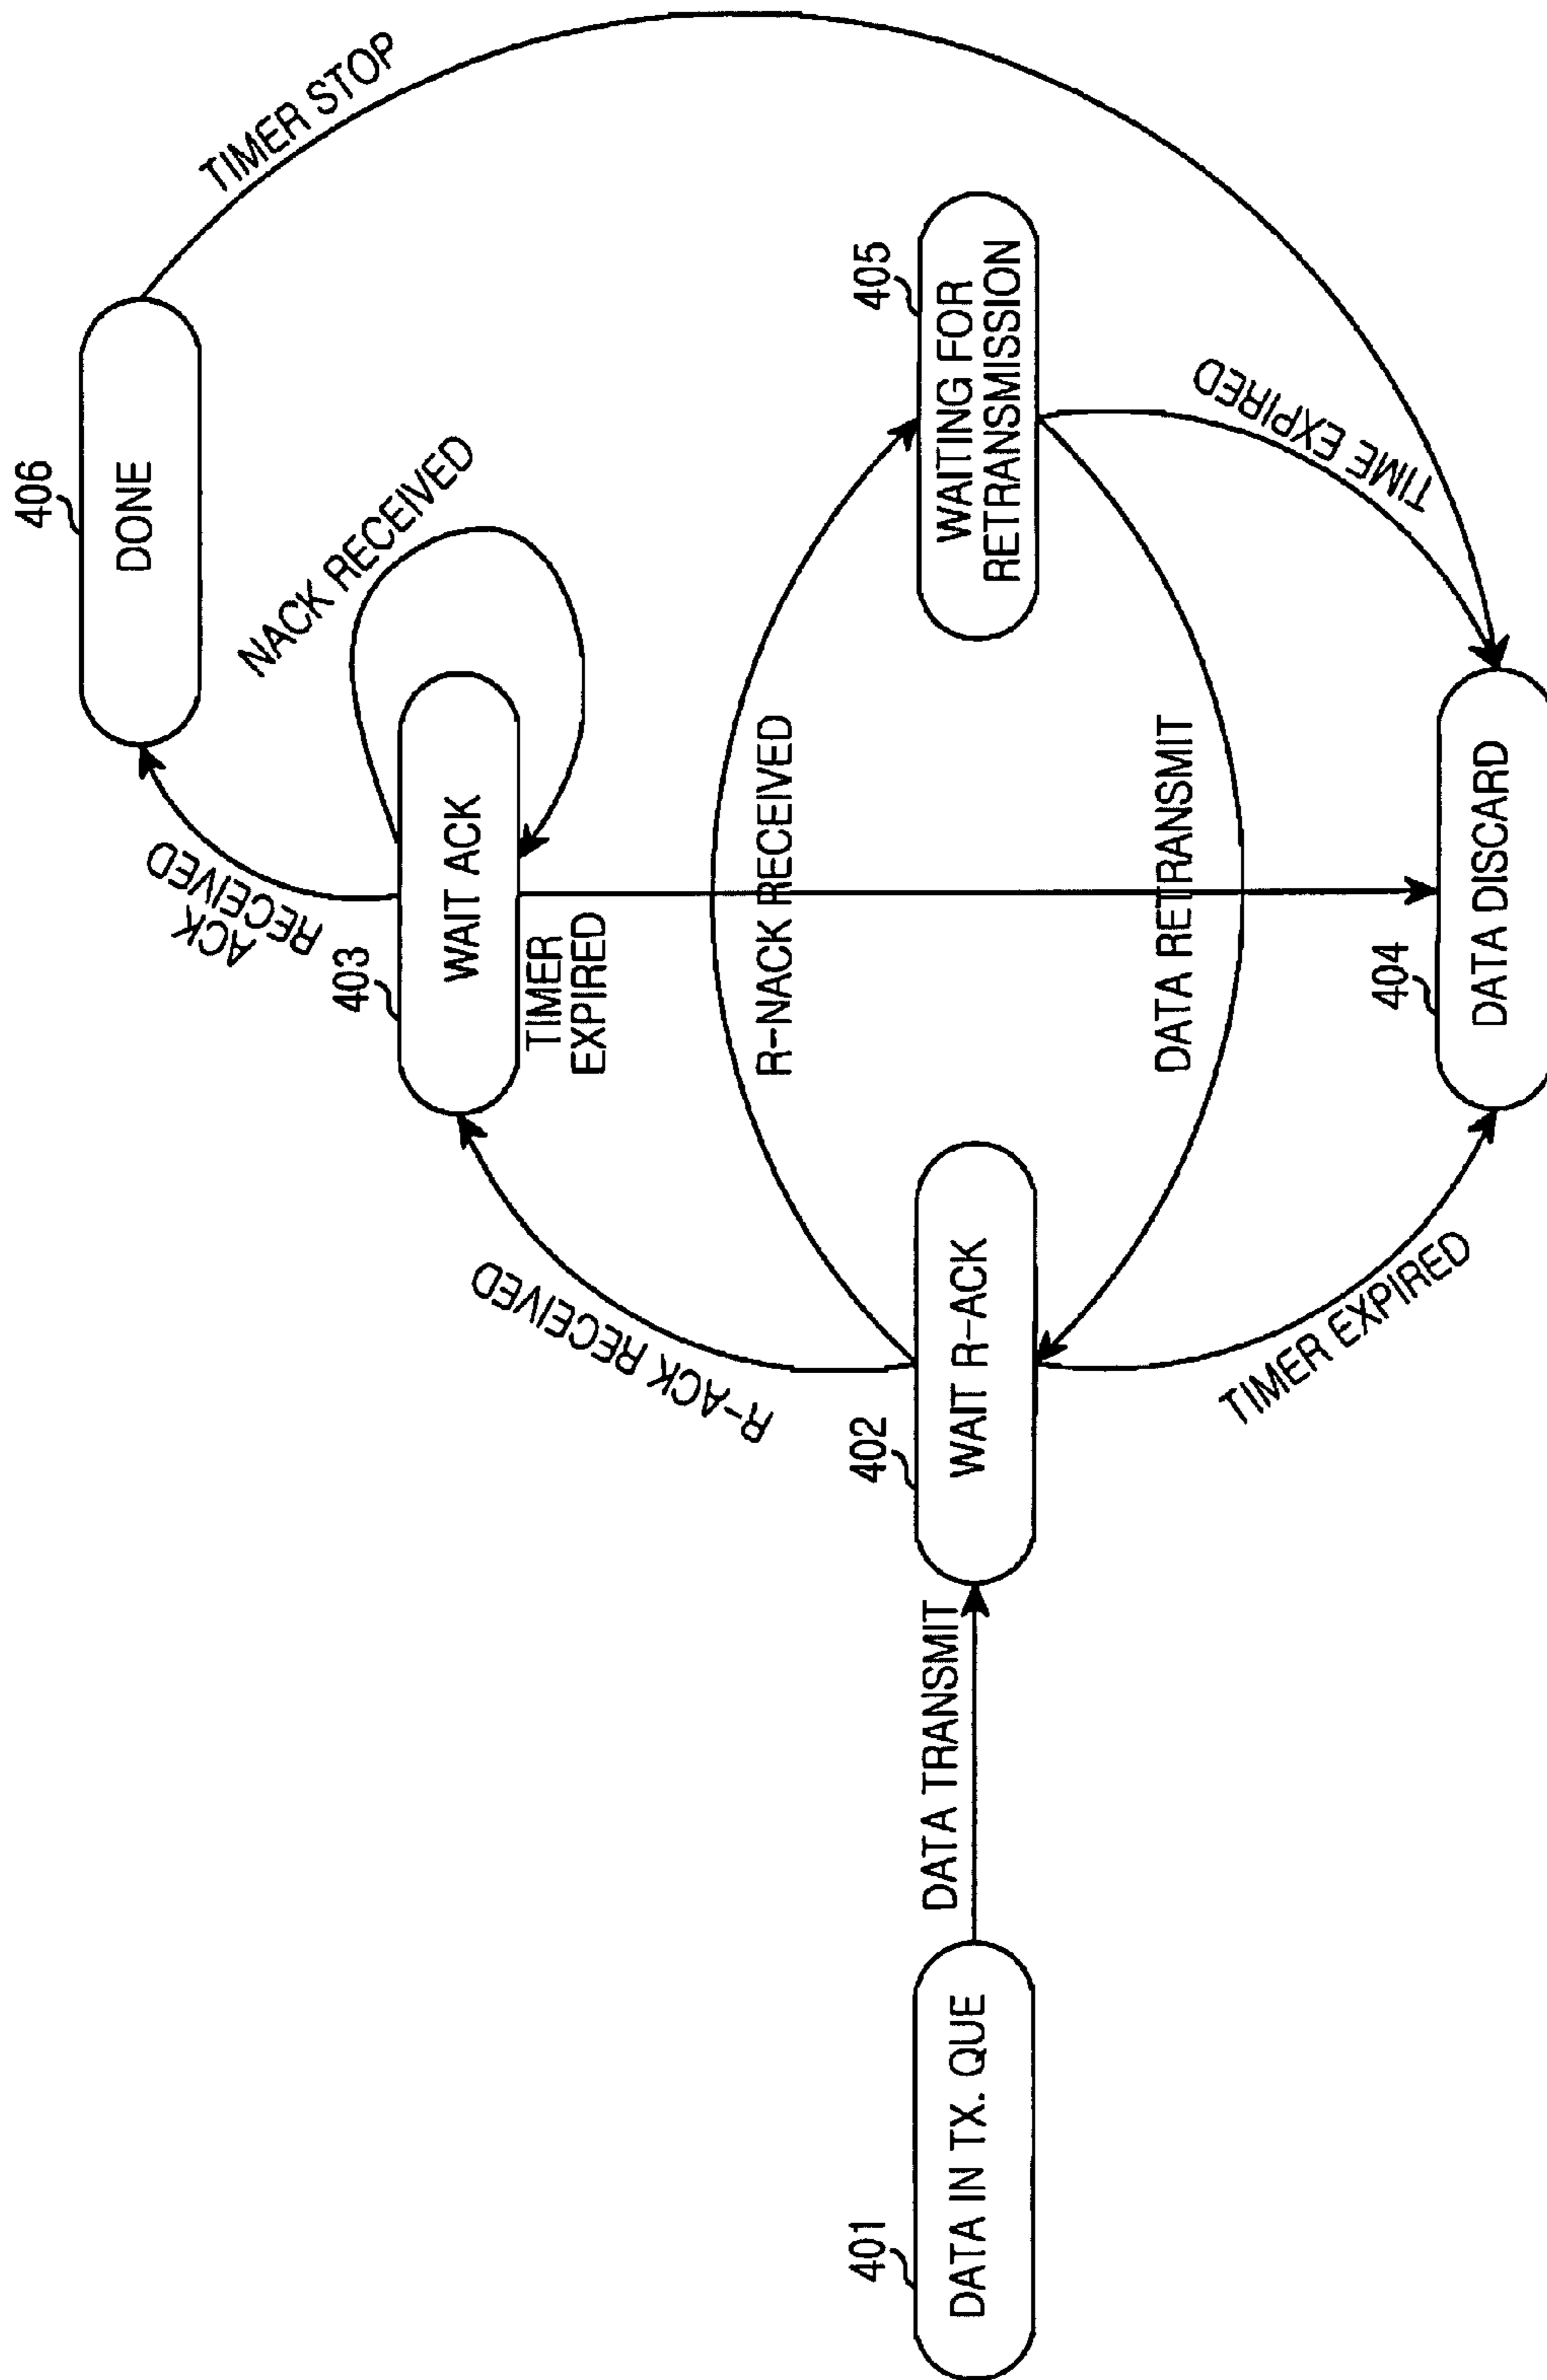 406
DONE
TIMER STOP
NACK RECEIVED
ACK
RECEIVED
403
WAIT ACK
TIMER
EXPIRED
R-ACK RECEIVED
R-NACK RECEIVED
405
WAITING FOR
RETRANSMISSION
401
DATA IN TX. QUE
DATA TRANSMIT
402
WAIT R-ACK
DATA RETRANSMIT
TIME EXPIRED
TIMER EXPIRED
404
DATA DISCARD